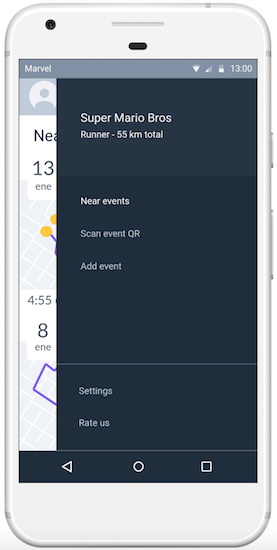 Marvel 13:00
Super Mario Bros
Runner - 55 km total
Nea
13
ene
Near events
Scan event QR
Add event
4:55
8
ene
Settings
Rate us